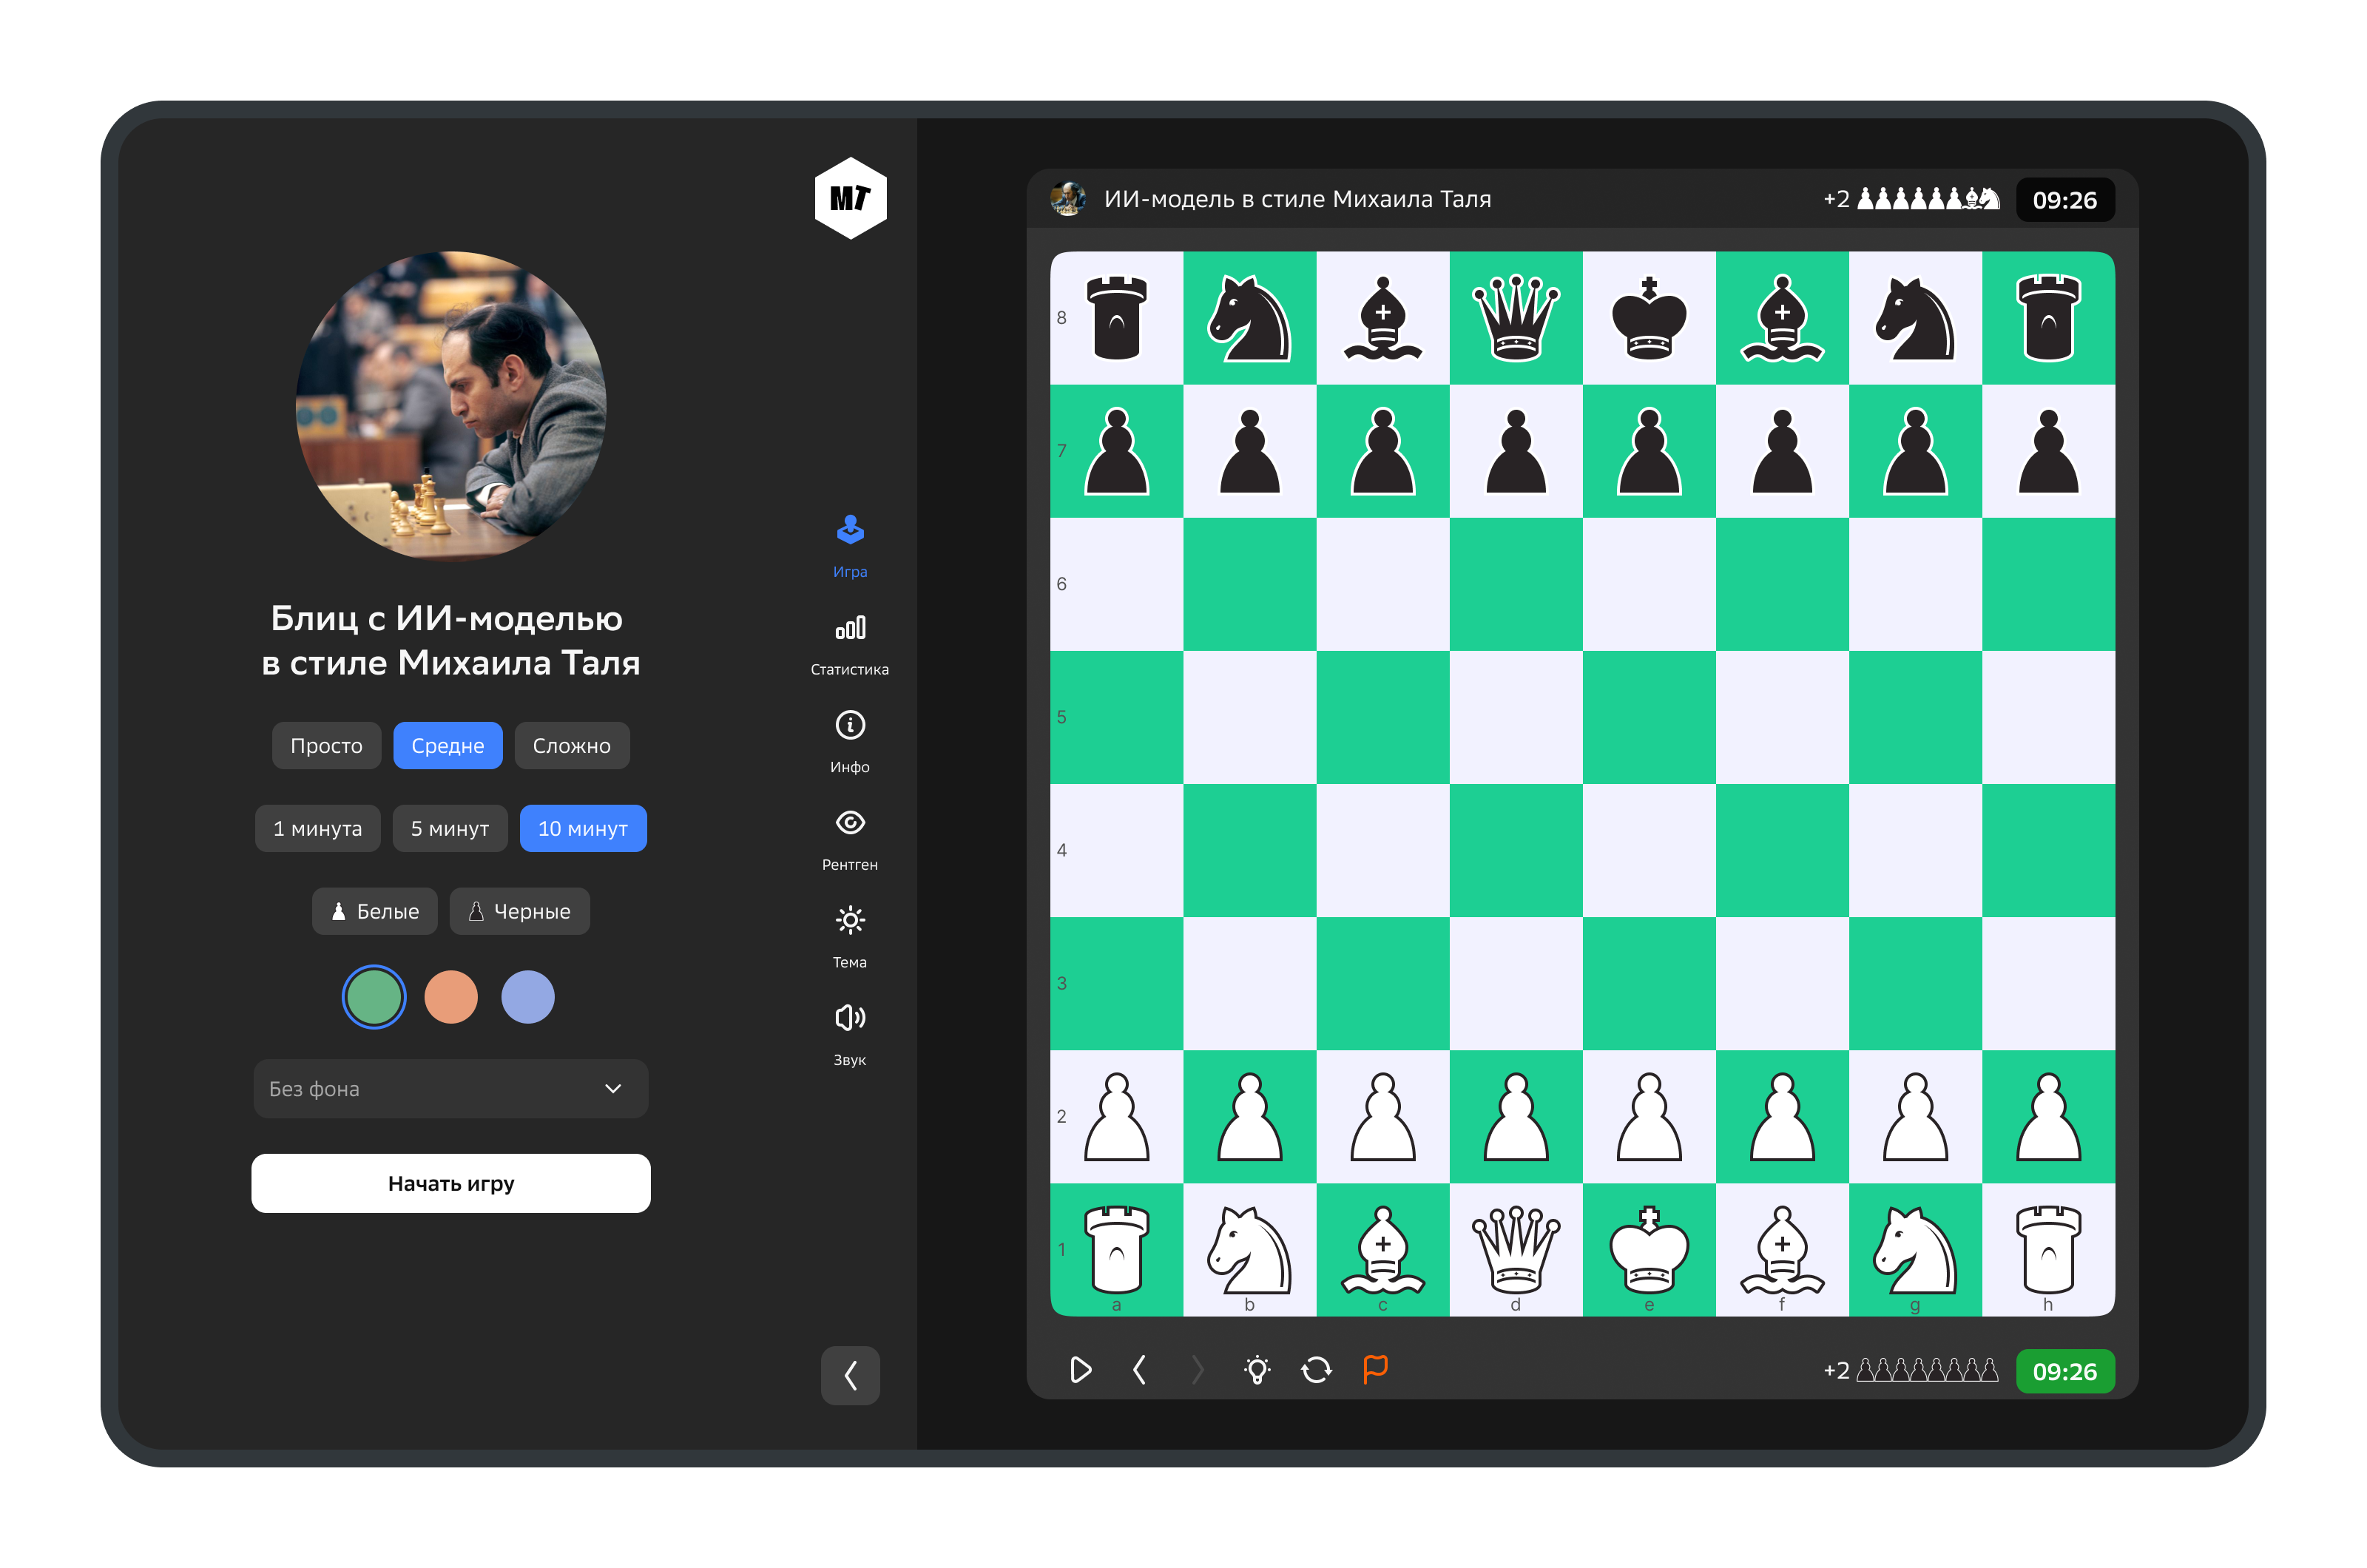 МТ
Блиц с ИИ-моделью
в стиле Михаила Таля
Просто
Средне
Сложно
1 минута
5 минут
10 минут
Белые
Черные
Без фона
Начать игру
Игра
Статистика
Инфо
Рентген
Тема
Звук
ИИ-модель в стиле Михаила Таля
+2
09:26
8
7
6
5
4
3
2
1
a
b
c
d
e
f
g
h
+2
09:26